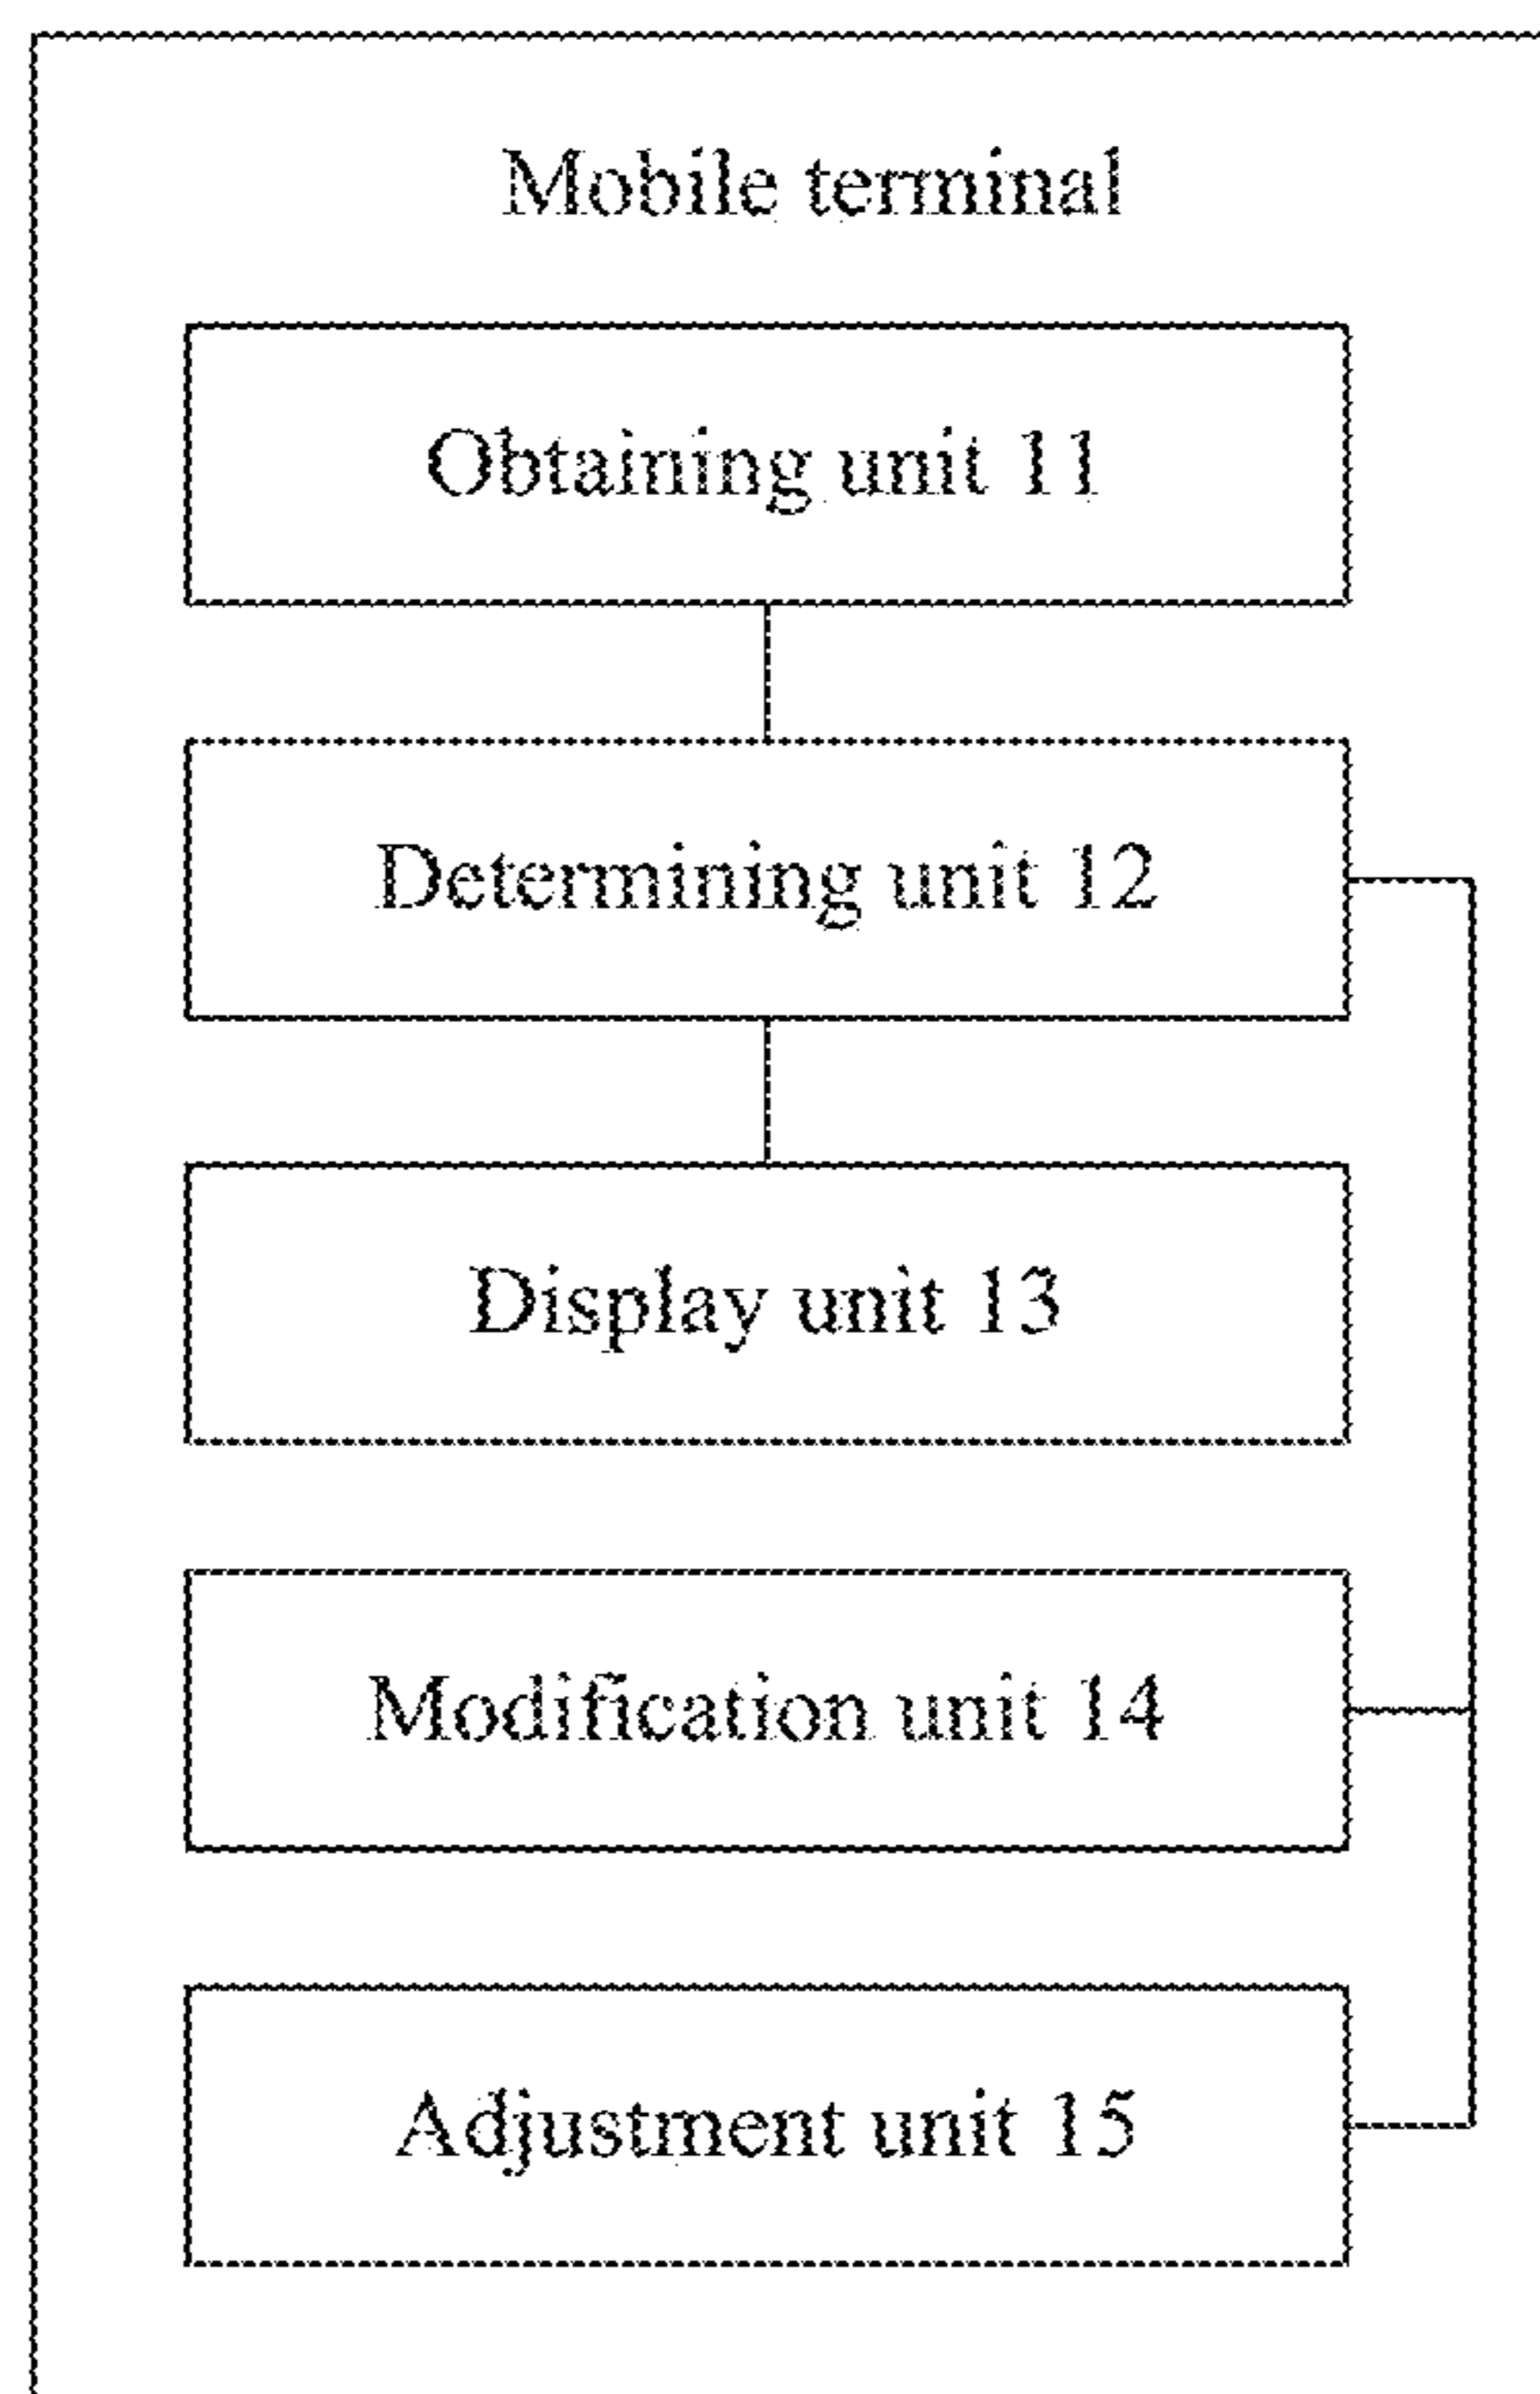 Mobile terminal
Obtaining unit 11
Determining unit 12
Display unit 13
Modification unit 14
Adjustment unit 15